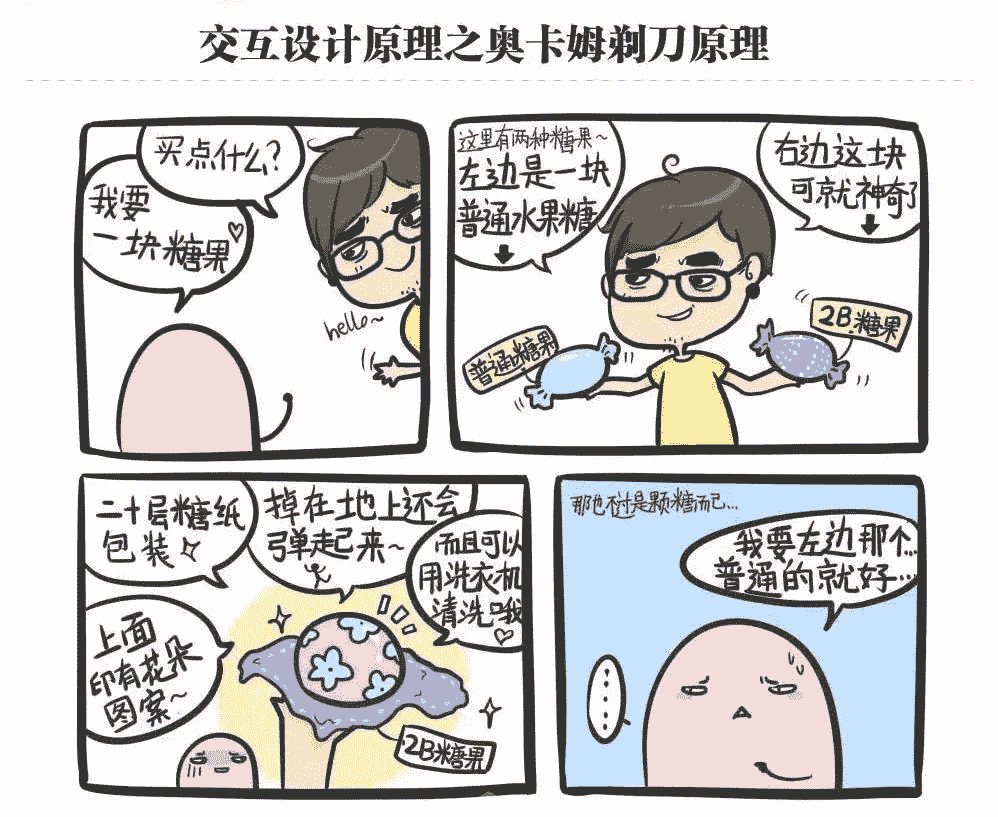 交互设计原理之奥卡姆剃刀原理
买点什么?
我要
一块糖果
hello~
这里有两种糖果~
左边是一块
普通水果糖
右边这块
可就神奇了
普通糖果
2B糖果
二十层糖纸
包装
掉在地上还会
弹起来~
而且可以
用洗衣机
清洗哦
上面
印有花朵
图案~
2B糖果
那也不过是颗糖而已...
我要左边那个...
普通的就好...
......